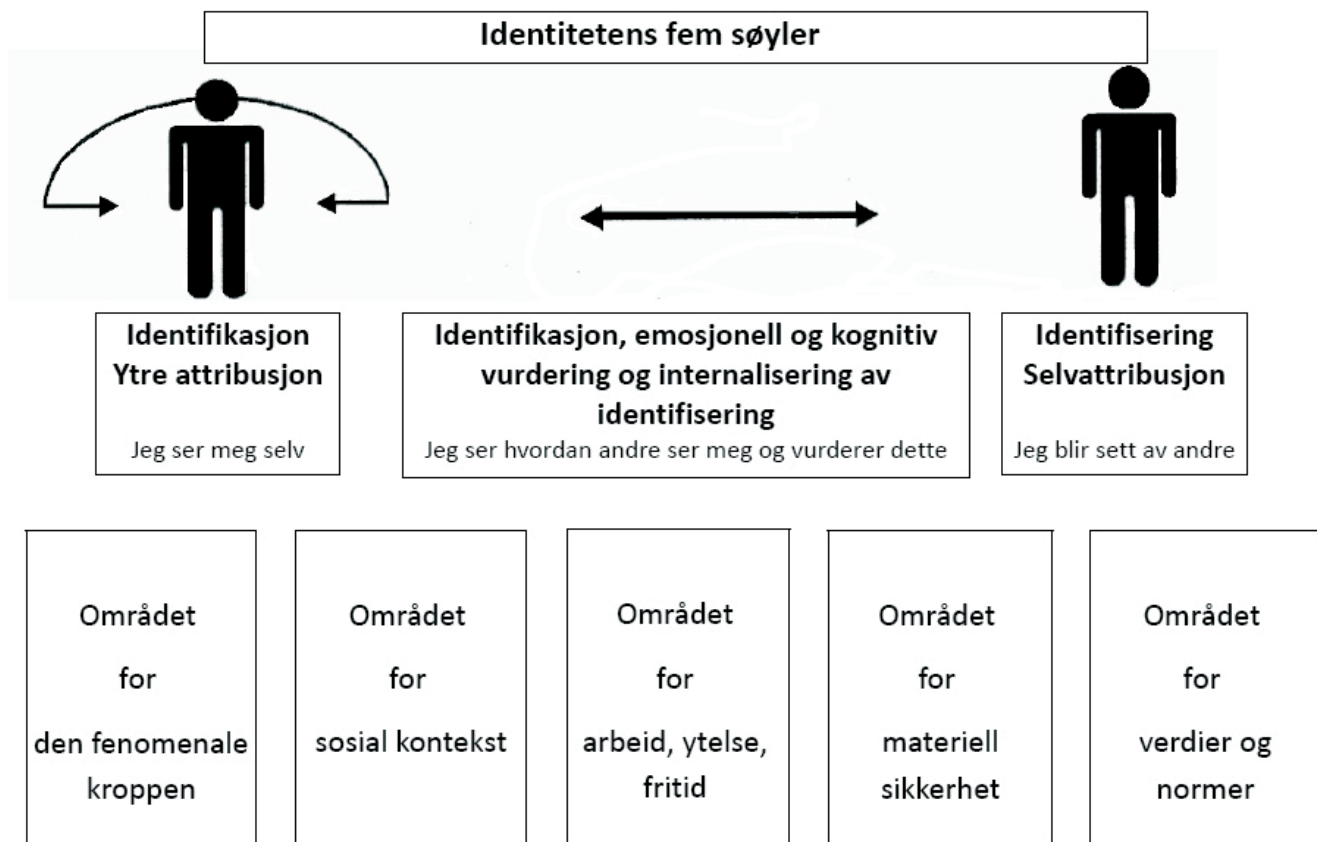 Identitetens fem søyler
Identifikasjon
Ytre attribusjon
Jeg ser meg selv
Identifikasjon, emosjonell og kognitiv
vurdering og internalisering av
identifisering
Jeg ser hvordan andre ser meg og vurderer dette
Identifisering
Selvattribusjon
Jeg blir sett av andre
Området
for
den fenomenale
kroppen
Området
for
sosial kontekst
Området
for
arbeid, ytelse,
fritid
Området
for
materiell
sikkerhet
Området
for
verdier og
normer